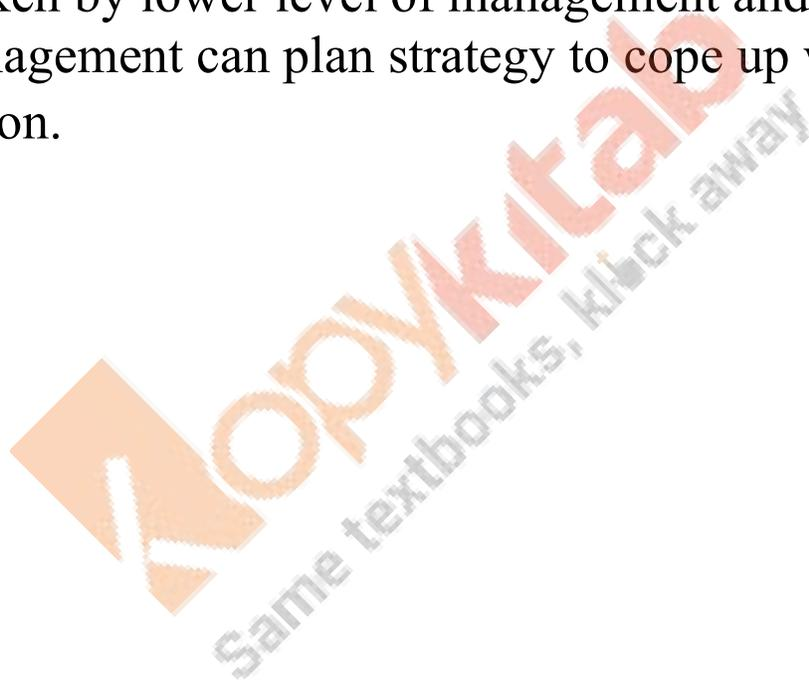 ken by lower level of management and
agement can plan strategy to cope up
on.
kopykitab
Same textbooks, klick away